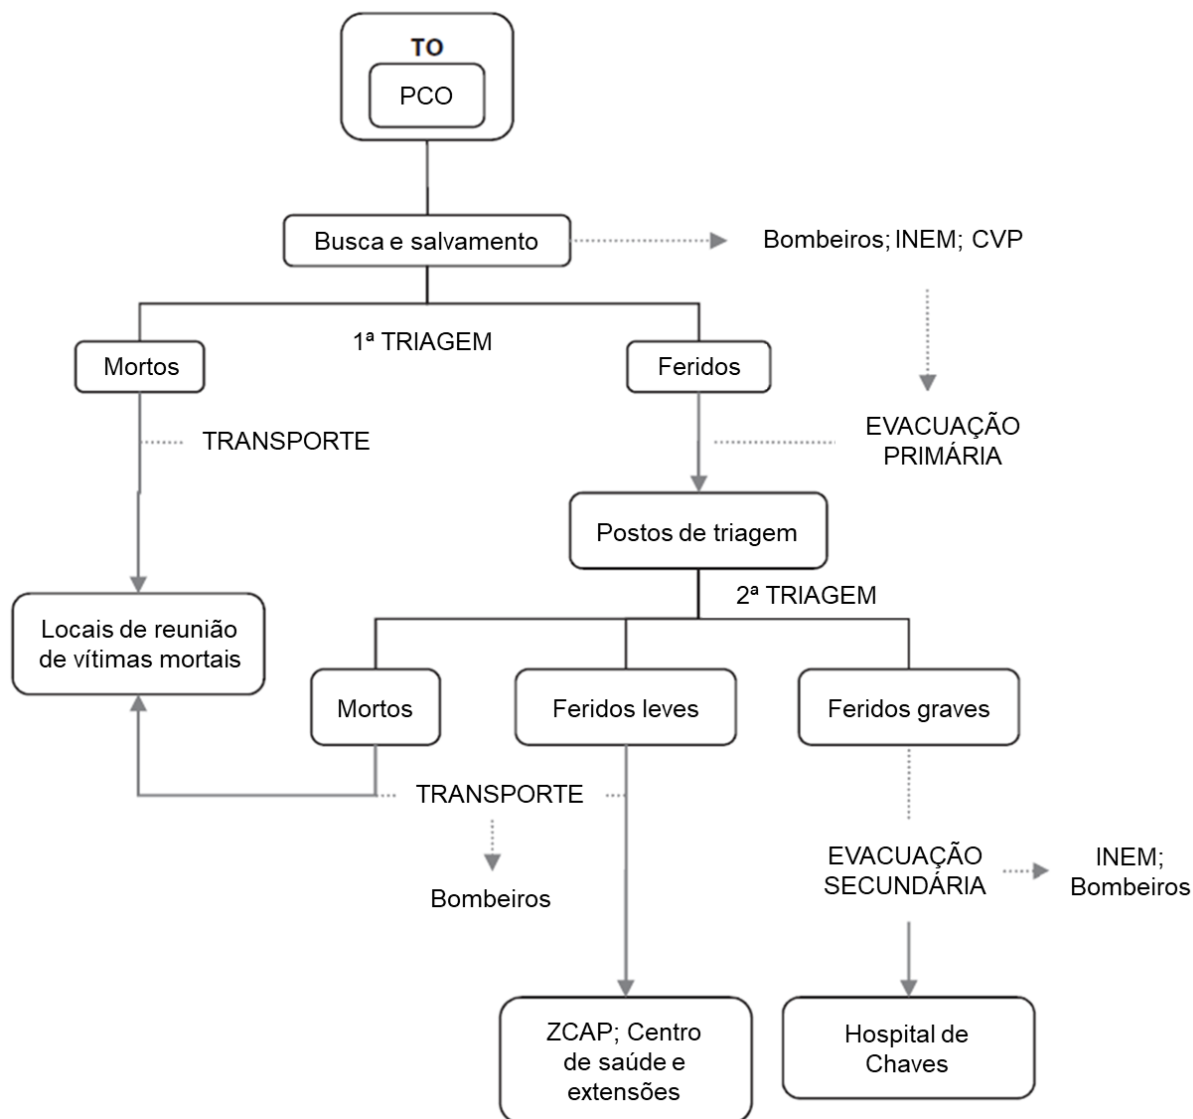 TO
PCO
Busca e salvamento
Bombeiros; INEM; CVP
1ª TRIAGEM
Mortos
Feridos
TRANSPORTE
EVACUAÇÃO
PRIMÁRIA
Postos de triagem
2ª TRIAGEM
Locais de reunião
de vítimas mortais
Mortos
Feridos leves
Feridos graves
TRANSPORTE
Bombeiros
EVACUAÇÃO
SECUNDÁRIA
INEM;
Bombeiros
ZCAP; Centro
de saúde e
extensões
Hospital de
Chaves